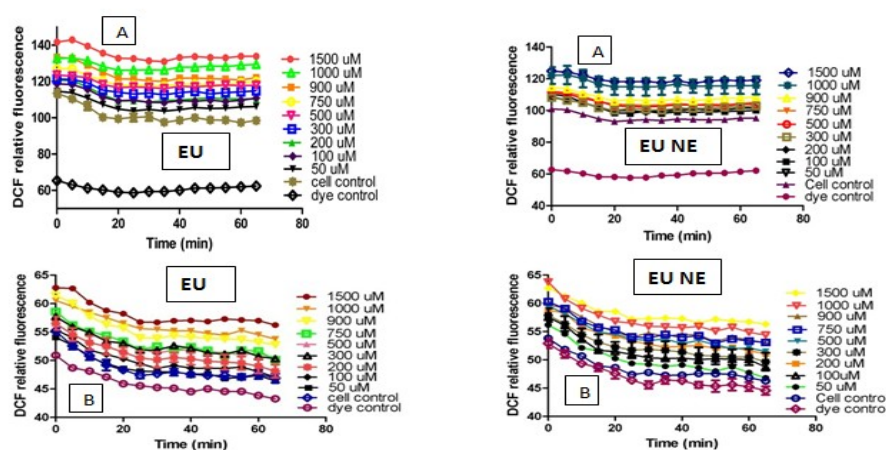 A
EU
DCF relative fluorescence
140
120
100
80
60
0 20 40 60 80
Time (min)
1500 uM
1000 uM
900 uM
750 uM
500 uM
300 uM
200 uM
100 uM
50 uM
cell control
dye control
A
EU NE
DCF relative fluorescence
140
120
100
80
60
40
0 20 40 60 80
Time (min)
1500 uM
1000 uM
900 uM
750 uM
500 uM
300 uM
200 uM
100 uM
50 uM
Cell control
dye control
EU
B
DCF relative fluorescence
65
60
55
50
45
40
0 20 40 60 80
Time (min)
1500 uM
1000 uM
900 uM
750 uM
500 uM
300 uM
200 uM
100 uM
50 uM
cell control
dye control
EU NE
B
DCF relative fluorescence
65
60
55
50
45
40
0 20 40 60 80
Time (min)
1500 uM
1000 uM
900 uM
750 uM
500 uM
300 uM
200 uM
100uM
50 uM
Cell contro
dye control